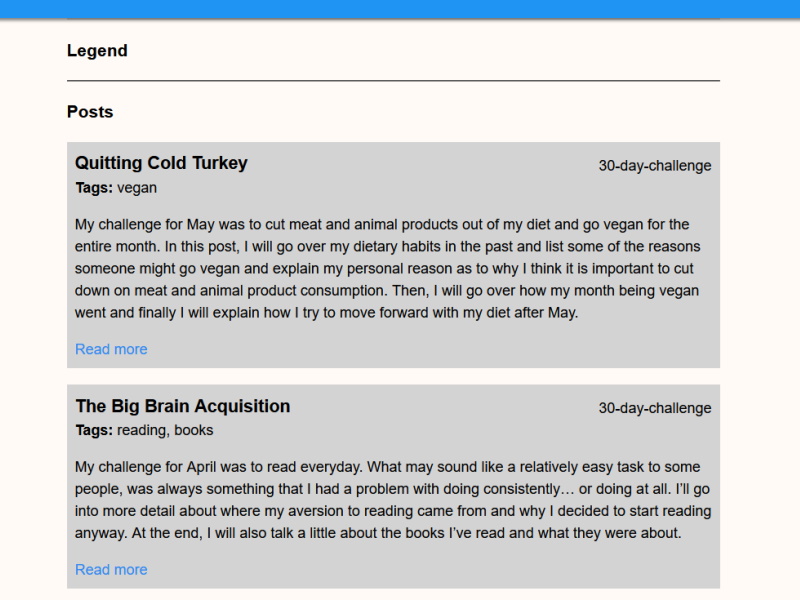 Legend
Posts
Quitting Cold Turkey
30-day-challenge
Tags: vegan
My challenge for May was to cut meat and animal products out of my diet and go vegan for the
entire month. In this post, I will go over my dietary habits in the past and list some of the reasons
someone might go vegan and explain my personal reason as to why I think it is important to cut
down on meat and animal product consumption. Then, I will go over how my month being vegan
went and finally I will explain how I try to move forward with my diet after May.
Read more
The Big Brain Acquisition
30-day-challenge
Tags: reading, books
My challenge for April was to read everyday. What may sound like a relatively easy task to some
people, was always something that I had a problem with doing consistently… or doing at all. I’ll go
into more detail about where my aversion to reading came from and why I decided to start reading
anyway. At the end, I will also talk a little about the books I’ve read and what they were about.
Read more